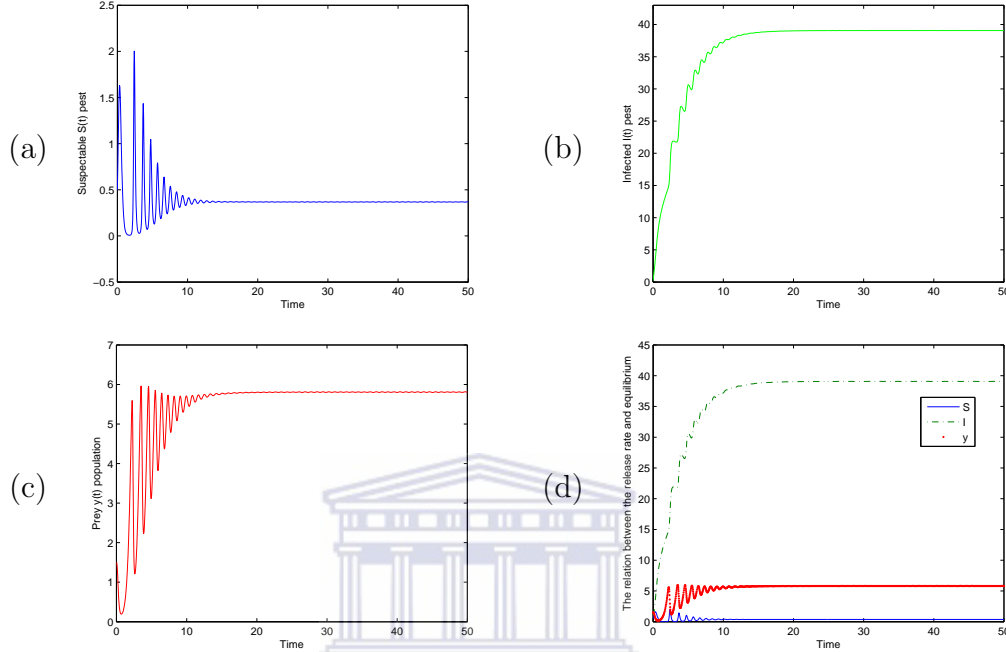 (a)
Suspectable S(t) pest
2.5
2
1.5
1
0.5
0
−0.5
0 10 20 30 40 50
Time
(b)
Infected I(t) pest
40
35
30
25
20
15
10
5
0
0 10 20 30 40 50
Time
(c)
Prey y(t) population
7
6
5
4
3
2
1
0
0 10 20 30 40 50
Time
(d)
The relation between the release rate and equilibrium
45
40
35
30
25
20
15
10
5
0
0 10 20 30 40 50
Time
S
I
y